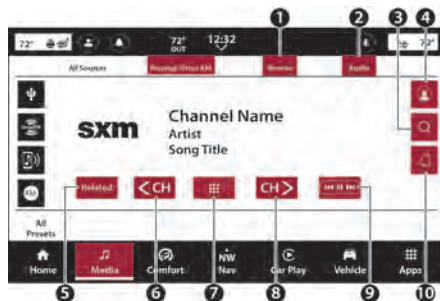 1 2 3 4
72° 72° OUT 12:32 72°
All Sources Browse Audio
sxm
Channel Name
Artist
Song Title
FM
Related <CH CH>
All
Presets
Home Media Comfort NW Nav Car Play Vehicle Apps
5 6 7 8 9 10